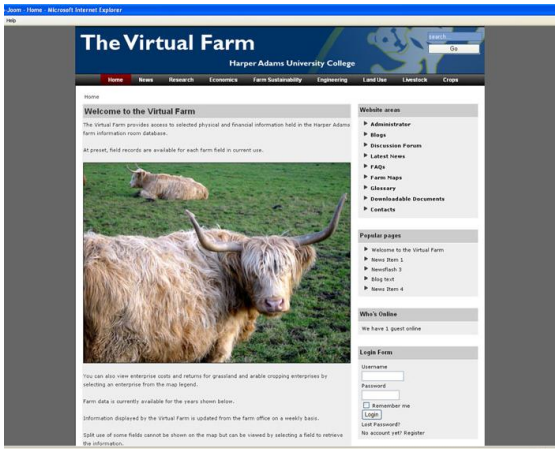 -Joom - Home - Microsoft Internet Explorer
Help
The Virtual Farm
Harper Adams University College
search...
Go
Home News Research Economics Farm Sustainability Engineering Land Use Livestock Crops
Home
Welcome to the Virtual Farm
The Virtual Farm provides access to selected physical and financial information held in the Harper Adams
farm information room database.
At preset, field records are available for each farm field in current use.
You can also view enterprise costs and returns for grassland and arable cropping enterprises by
selecting an enterprise from the map legend.
Farm data is currently available for the years shown below.
Information displayed by the Virtual Farm is updated from the farm office on a weekly basis.
Split use of some fields cannot be shown on the map but can be viewed by selecting a field to retrieve
the information.
Website areas
Administrator
Blogs
Discussion Forum
Latest News
FAQs
Farm Maps
Glossary
Downloadable Documents
Contacts
Popular pages
Welcome to the Virtual Farm
News Item 1
Newsflash 3
blog test
News Item 4
Who's Online
We have 1 guest online
Login Form
Username
Password
Remember me
Login
Lost Password?
No account yet? Register